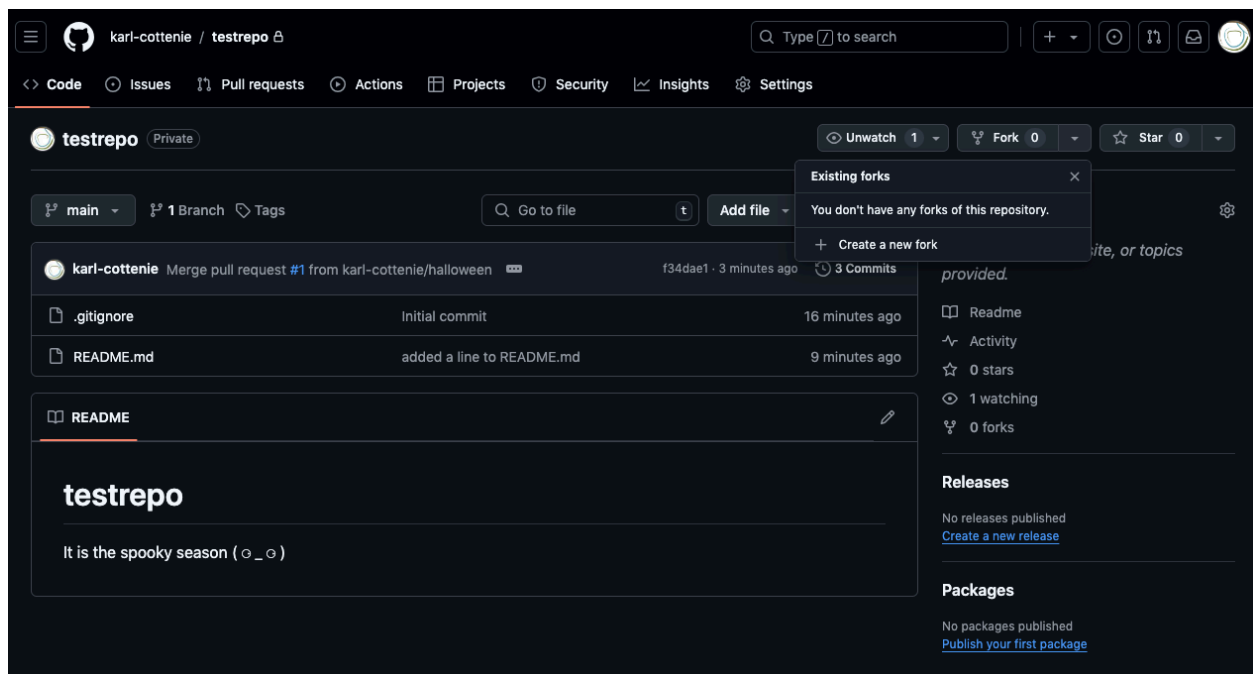 karl-cottenie / testrepo Type / to search
Code Issues Pull requests Actions Projects Security Insights Settings
testrepo Private Unwatch 1 Fork 0 Star 0
Existing forks
You don't have any forks of this repository.
+ Create a new fork
main 1 Branch Tags Go to file t Add file
karl-cottenie Merge pull request #1 from karl-cottenie/halloween f34dae1 · 3 minutes ago 3 Commits
.gitignore Initial commit 16 minutes ago
README.md added a line to README.md 9 minutes ago
README
testrepo
It is the spooky season ( ဓ _ ဓ )
site, or topics
provided.
Readme
Activity
0 stars
1 watching
0 forks
Releases
No releases published
Create a new release
Packages
No packages published
Publish your first package